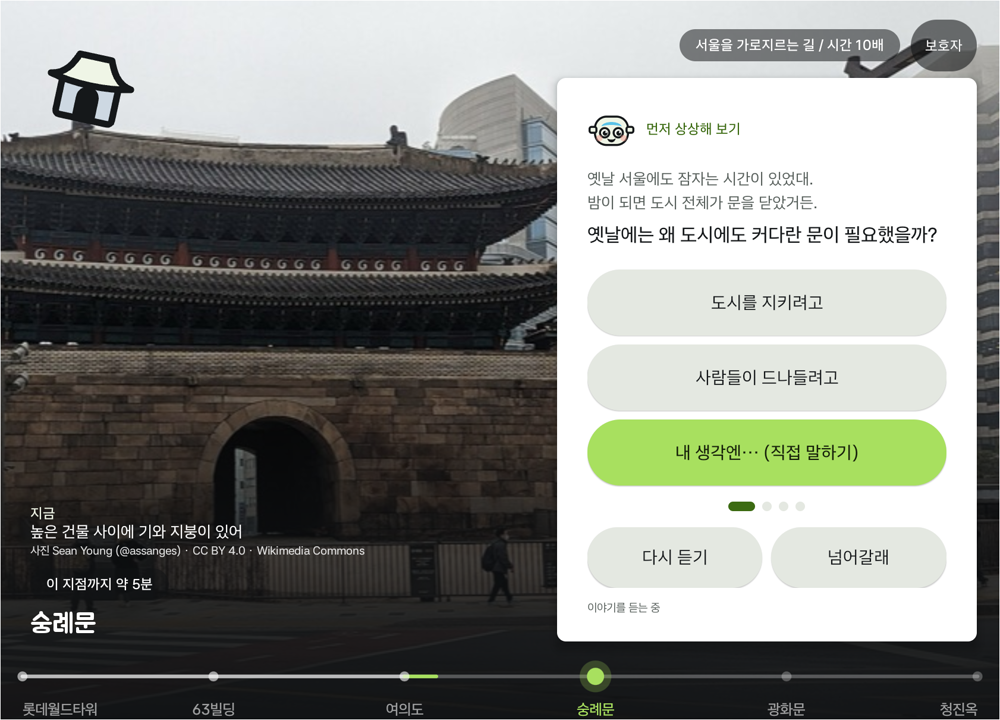 서울을 가로지르는 길 / 시간 10배
보호자
먼저 상상해 보기
옛날 서울에도 잠자는 시간이 있었대.
밤이 되면 도시 전체가 문을 닫았거든.
옛날에는 왜 도시에도 커다란 문이 필요했을까?
도시를 지키려고
사람들이 드나들려고
내 생각엔… (직접 말하기)
다시 듣기
넘어갈래
이야기를 듣는 중
지금
높은 건물 사이에 기와 지붕이 있어
사진 Sean Young (@assanges) · CC BY 4.0 · Wikimedia Commons
이 지점까지 약 5분
숭례문
롯데월드타워
63빌딩
여의도
숭례문
광화문
청진옥